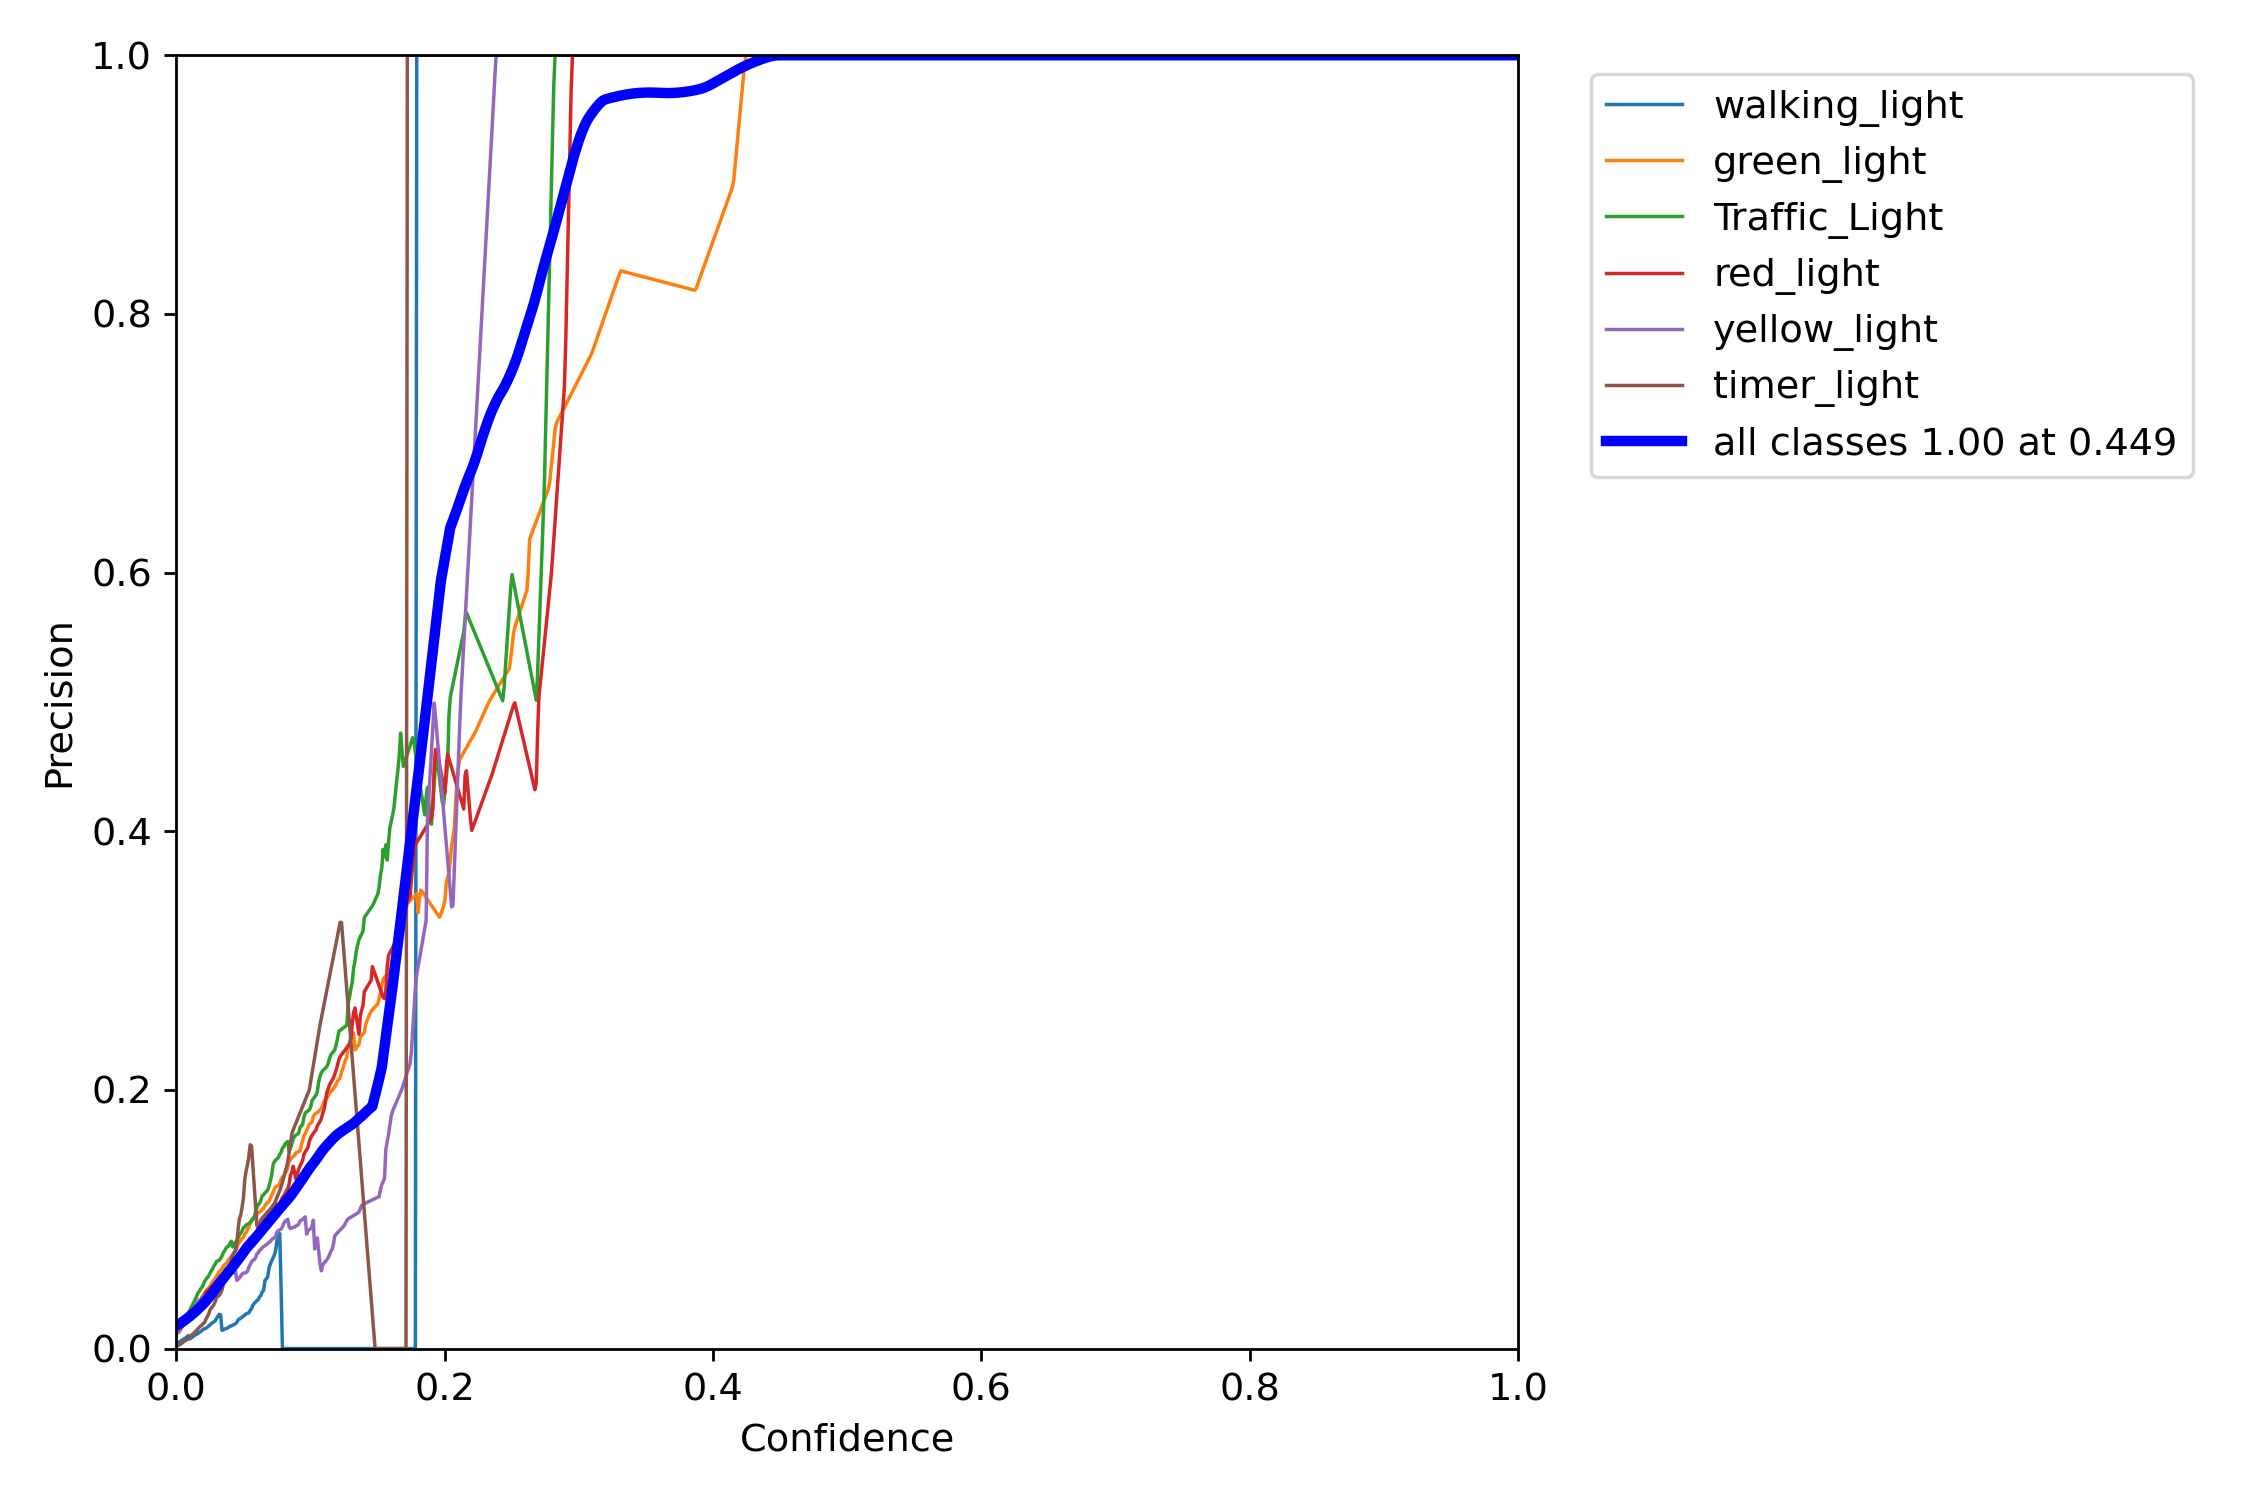 1.0
0.8
0.6
0.4
0.2
0.0
Precision
0.0 0.2 0.4 0.6 0.8 1.0
Confidence
walking_light
green_light
Traffic_Light
red_light
yellow_light
timer_light
all classes 1.00 at 0.449